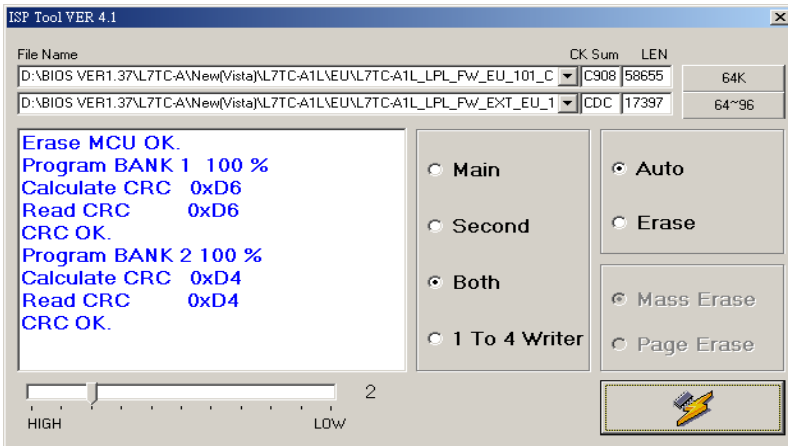 ISP Tool VER 4.1
File Name CK Sum LEN
D:\BIOS VER1.37\L7TC-A\New(Vista)\L7TC-A1L\EU\L7TC-A1L_LPL_FW_EU_101_C C908 58655 64K
D:\BIOS VER1.37\L7TC-A\New(Vista)\L7TC-A1L\EU\L7TC-A1L_LPL_FW_EXT_EU_1 CDC 17397 64~96
Erase MCU OK.
Program BANK 1 100 %
Calculate CRC 0xD6
Read CRC 0xD6
CRC OK.
Program BANK 2 100 %
Calculate CRC 0xD4
Read CRC 0xD4
CRC OK.
Main
Second
Both
1 To 4 Writer
Auto
Erase
Mass Erase
Page Erase
2
HIGH LOW